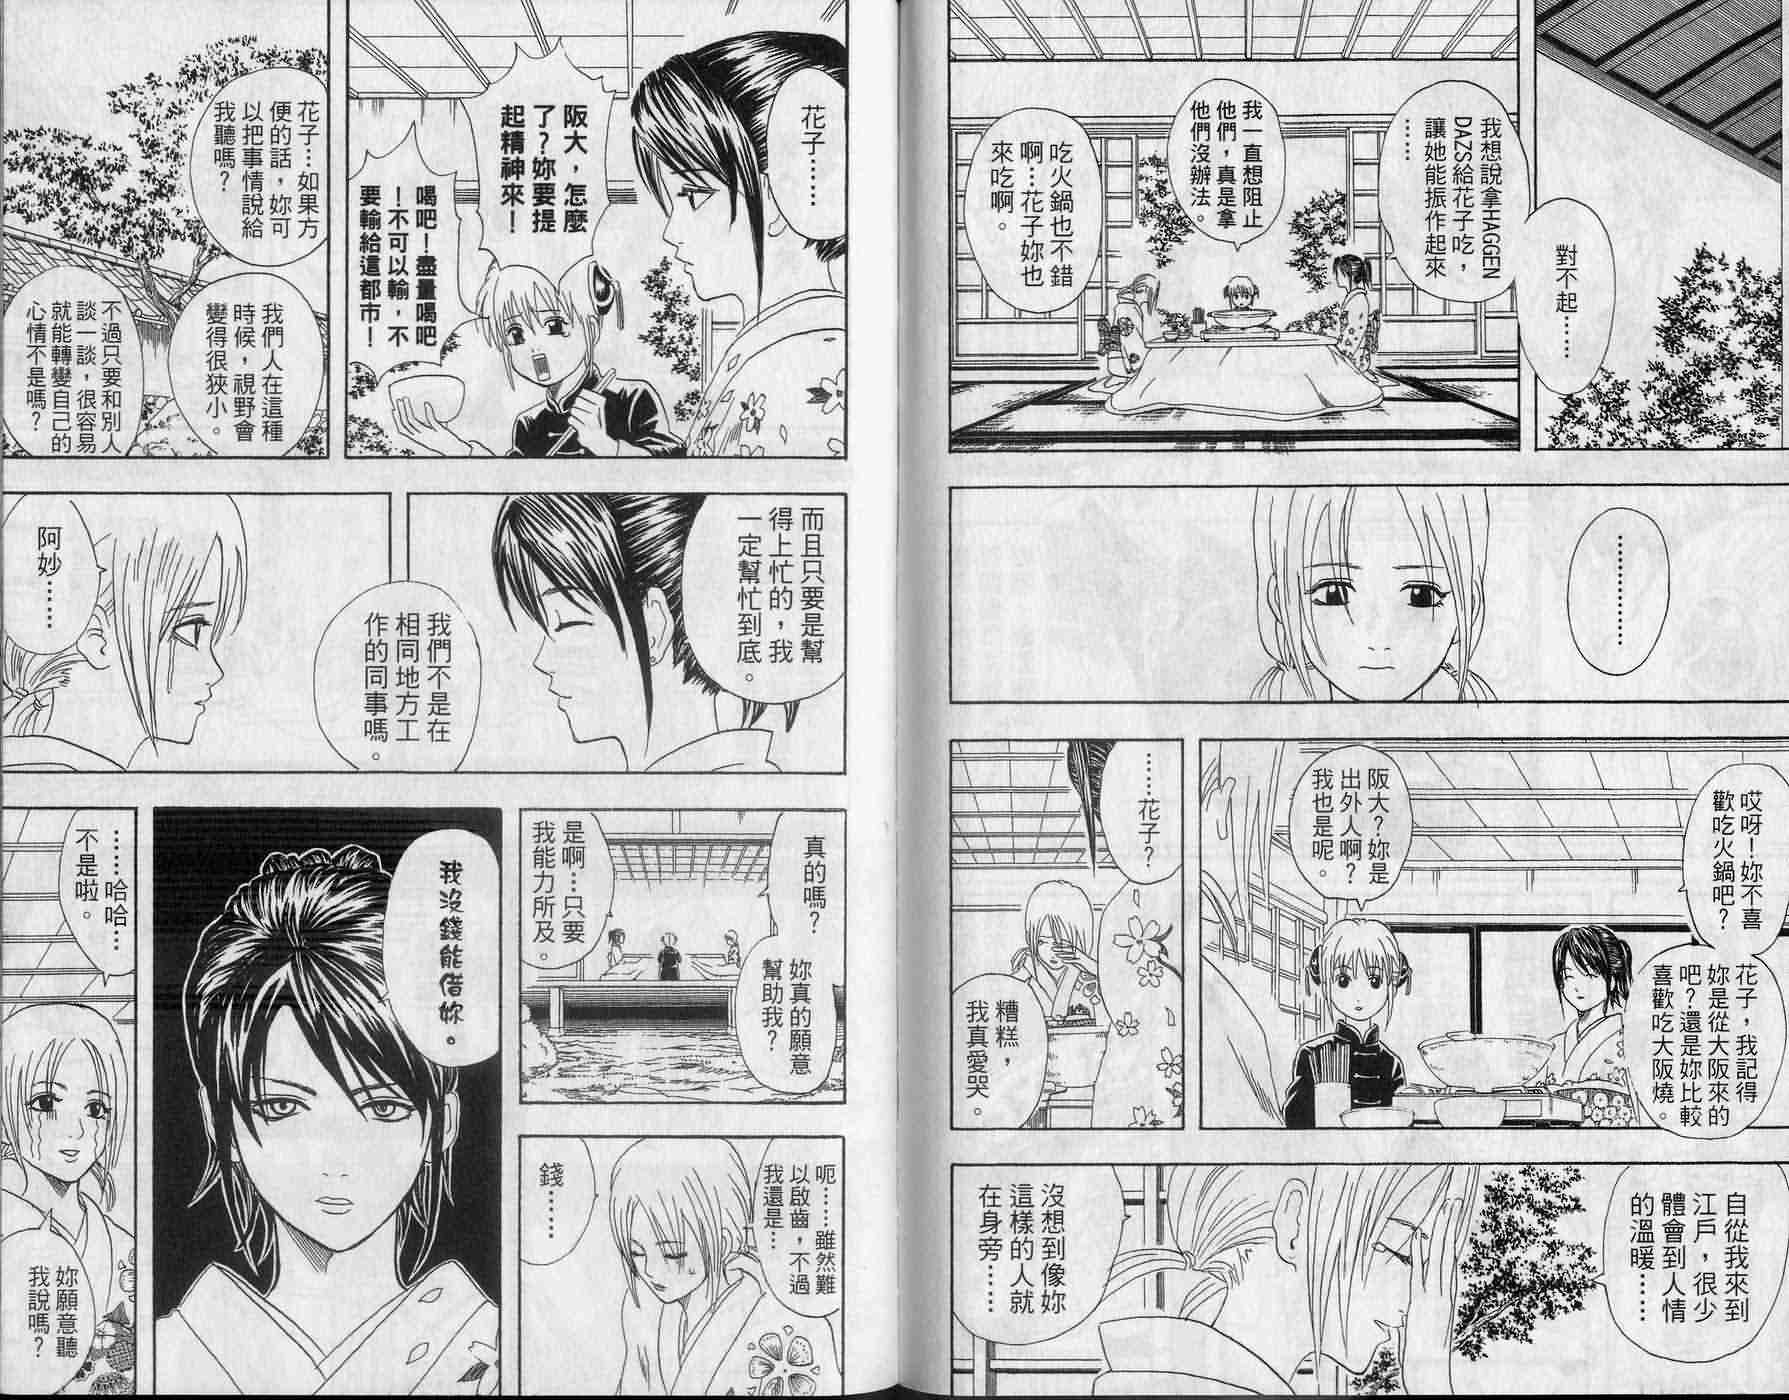 對不起……
我想說拿HAGGEN
DAZS給花子吃，
讓她能振作起來
……
我一直想阻止
他們，真是拿
他們沒辦法。
吃火鍋也不錯
啊…花子妳也
來吃啊。
…………
哎呀！妳不喜
歡吃火鍋吧？
花子，我記得
妳是從大阪來的
吧？還是妳比較
喜歡吃大阪燒。
阪大？妳是
出外人啊？
我也是呢。
……花子？
糟糕，
我真愛哭。
自從我來到
江戶，很少
體會到人情
的溫暖……
沒想到像妳
這樣的人就
在身旁……
花子……
阪大，怎麼
了？妳要提
起精神來！
喝吧！盡量喝吧
！不可以輸，不
要輸給這都市！
花子…如果方
便的話，妳可
以把事情說給
我聽嗎？
我們人在這種
時候，視野會
變得很狹小。
不過只要和別人
談一談，很容易
就能轉變自己的
心情不是嗎？
而且只要是幫
得上忙的，我
一定幫忙到底。
我們不是在
相同地方工
作的同事嗎。
阿妙……
真的嗎？
妳真的願意
幫助我？
是啊…只要
我能力所及。
呃……雖然難
以啟齒，不過
我還是…
錢……
我沒錢能借妳。
……哈哈…
不是啦。
妳願意聽
我說嗎？